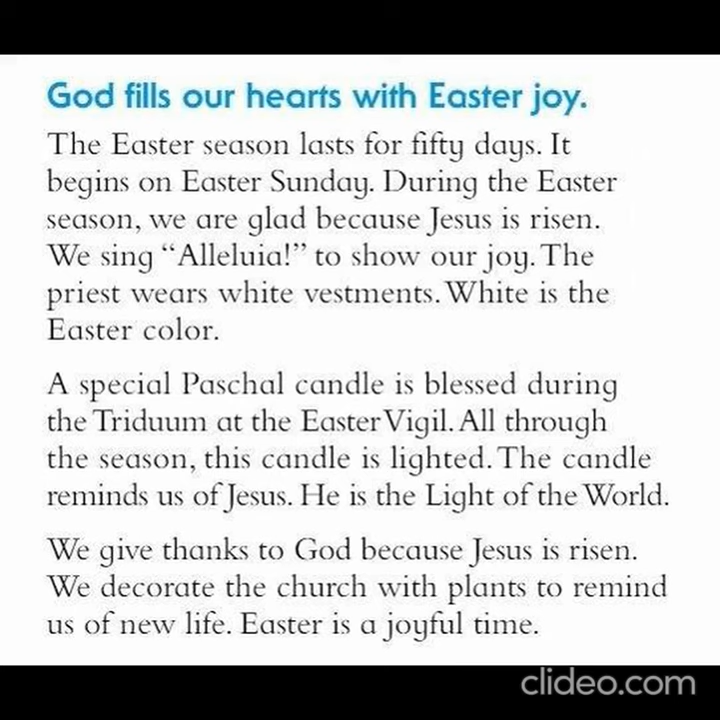 God fills our hearts with Easter joy.
The Easter season lasts for fifty days. It
begins on Easter Sunday. During the Easter
season, we are glad because Jesus is risen.
We sing “Alleluia!” to show our joy. The
priest wears white vestments. White is the
Easter color.
A special Paschal candle is blessed during
the Triduum at the Easter Vigil. All through
the season, this candle is lighted. The candle
reminds us of Jesus. He is the Light of the World.
We give thanks to God because Jesus is risen.
We decorate the church with plants to remind
us of new life. Easter is a joyful time.
clideo.com